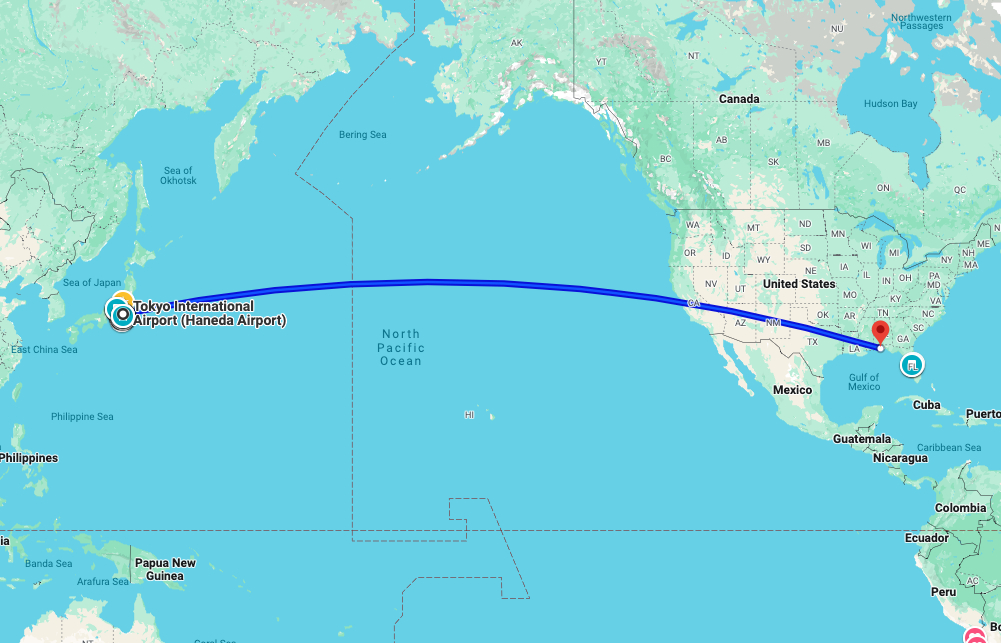 Northwestern
Passages
NU
AK
YT
NT
Canada
Hudson Bay
Bering Sea
AB
MB
BC
SK
Sea of
Okhotsk
ON
QC
WA
MT
ND
MN
OR
ID
SD
WI
MI
ME
NH
NY
MA
WY
Sea of Japan
NE
IA
IL
IN
OH
PA
MD
NV
UT
United States
MO
KY
WV
VA
Tokyo International
Airport (Haneda Airport)
CA
OK
AR
TN
NC
SC
AZ
NM
TX
LA
GA
East China Sea
North
Pacific
Ocean
FL
Gulf of
Mexico
Mexico
Cuba
Philippine Sea
HI
Puerto
Guatemala
Caribbean Sea
Philippines
Nicaragua
Colombia
ia
Ecuador
Banda Sea
Papua New
Guinea
Arafura Sea
AC
Peru
Bo
NT
Coral Sea